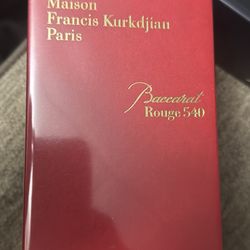 Maison
Francis Kurkdjian
Paris
Baccarat
Rouge 540